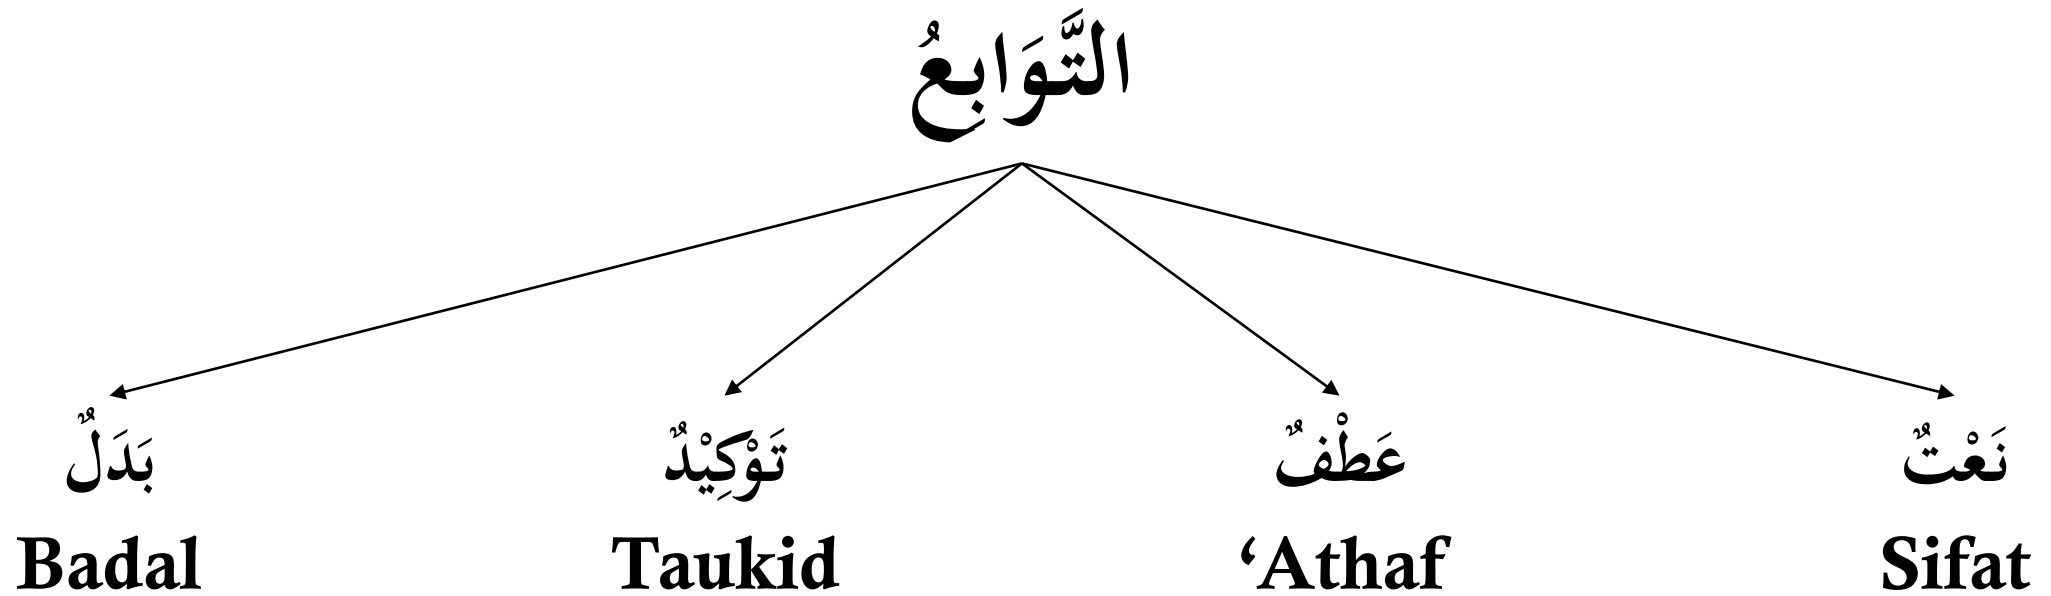 التَّوَابِعُ
نَعْتٌ عَطْفٌ تَوْكِيْدٌ بَدَلٌ
Badal Taukid ‘Athaf Sifat